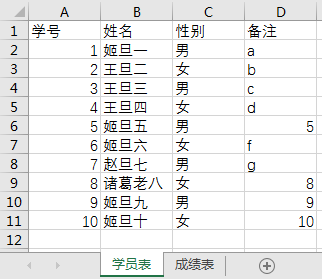 A B C D
1 学号 姓名 性别 备注
2 1 姬旦一 男 a
3 2 王旦二 女 b
4 3 王旦三 男 c
5 4 王旦四 女 d
6 5 姬旦五 男 5
7 6 姬旦六 女 f
8 7 赵旦七 男 g
9 8 诸葛老八 女 8
10 9 姬旦九 男 9
11 10 姬旦十 女 10
12
学员表 成绩表